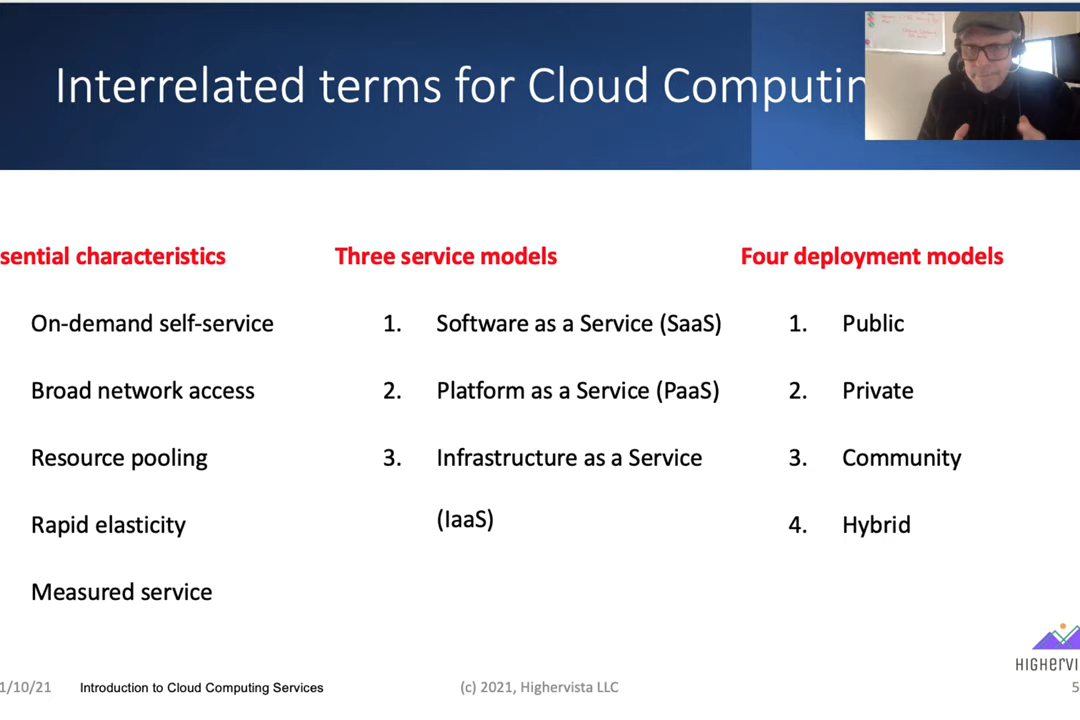 Interrelated terms for Cloud Computin
sential characteristics
On-demand self-service
Broad network access
Resource pooling
Rapid elasticity
Measured service
Three service models
1. Software as a Service (SaaS)
2. Platform as a Service (PaaS)
3. Infrastructure as a Service
(IaaS)
Four deployment models
1. Public
2. Private
3. Community
4. Hybrid
HIGHervi
1/10/21 Introduction to Cloud Computing Services (c) 2021, Highervista LLC 5